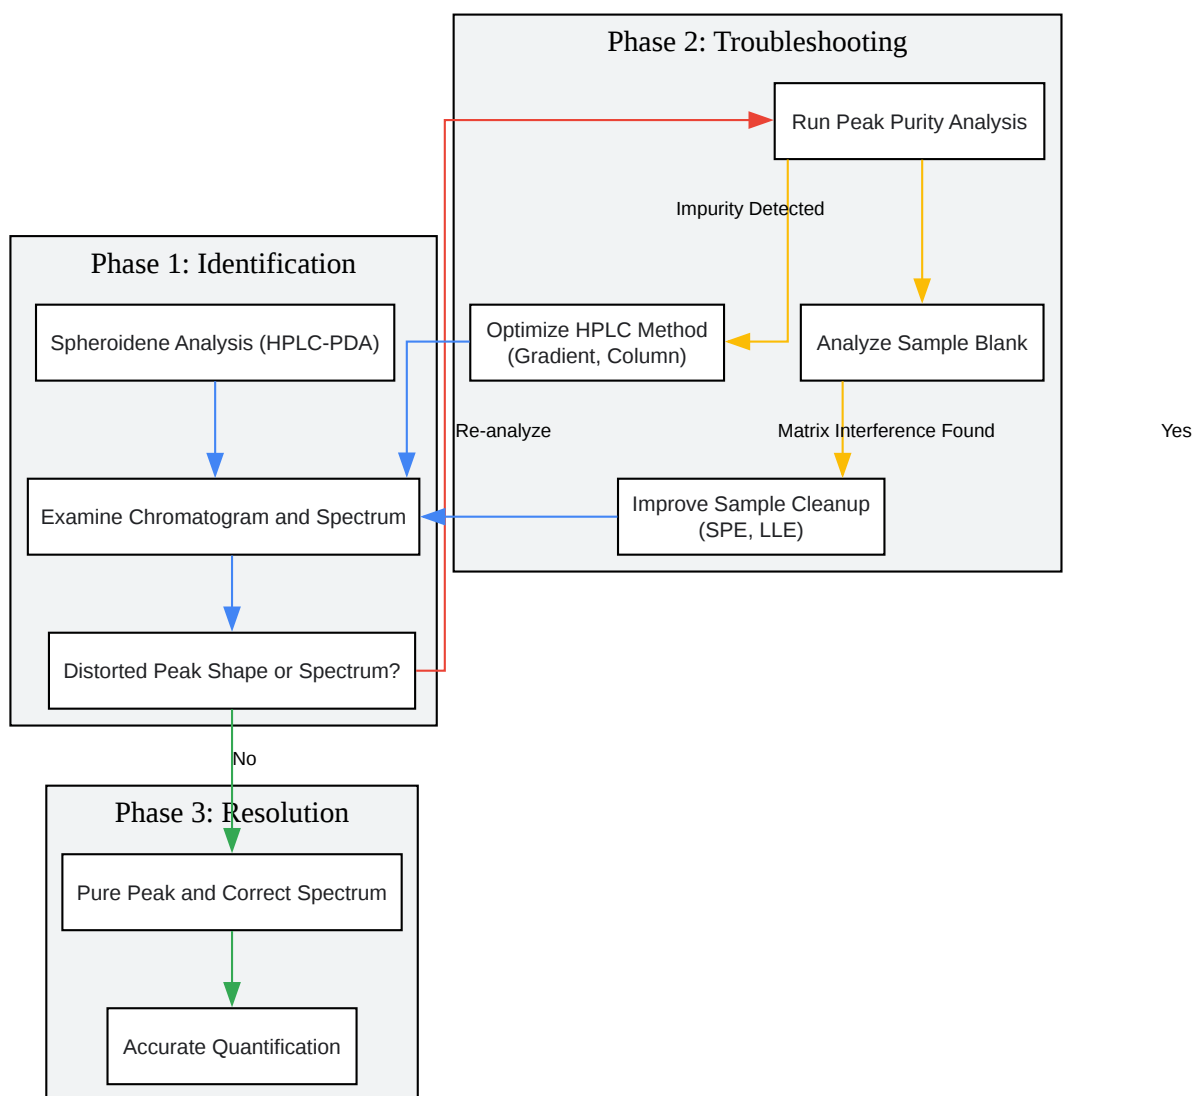 Phase 2: Troubleshooting
Run Peak Purity Analysis
Impurity Detected
Phase 1: Identification
Spheroidene Analysis (HPLC-PDA)
Optimize HPLC Method
(Gradient, Column)
Analyze Sample Blank
Re-analyze
Matrix Interference Found
Yes
Examine Chromatogram and Spectrum
Improve Sample Cleanup
(SPE, LLE)
Distorted Peak Shape or Spectrum?
No
Phase 3: Resolution
Pure Peak and Correct Spectrum
Accurate Quantification